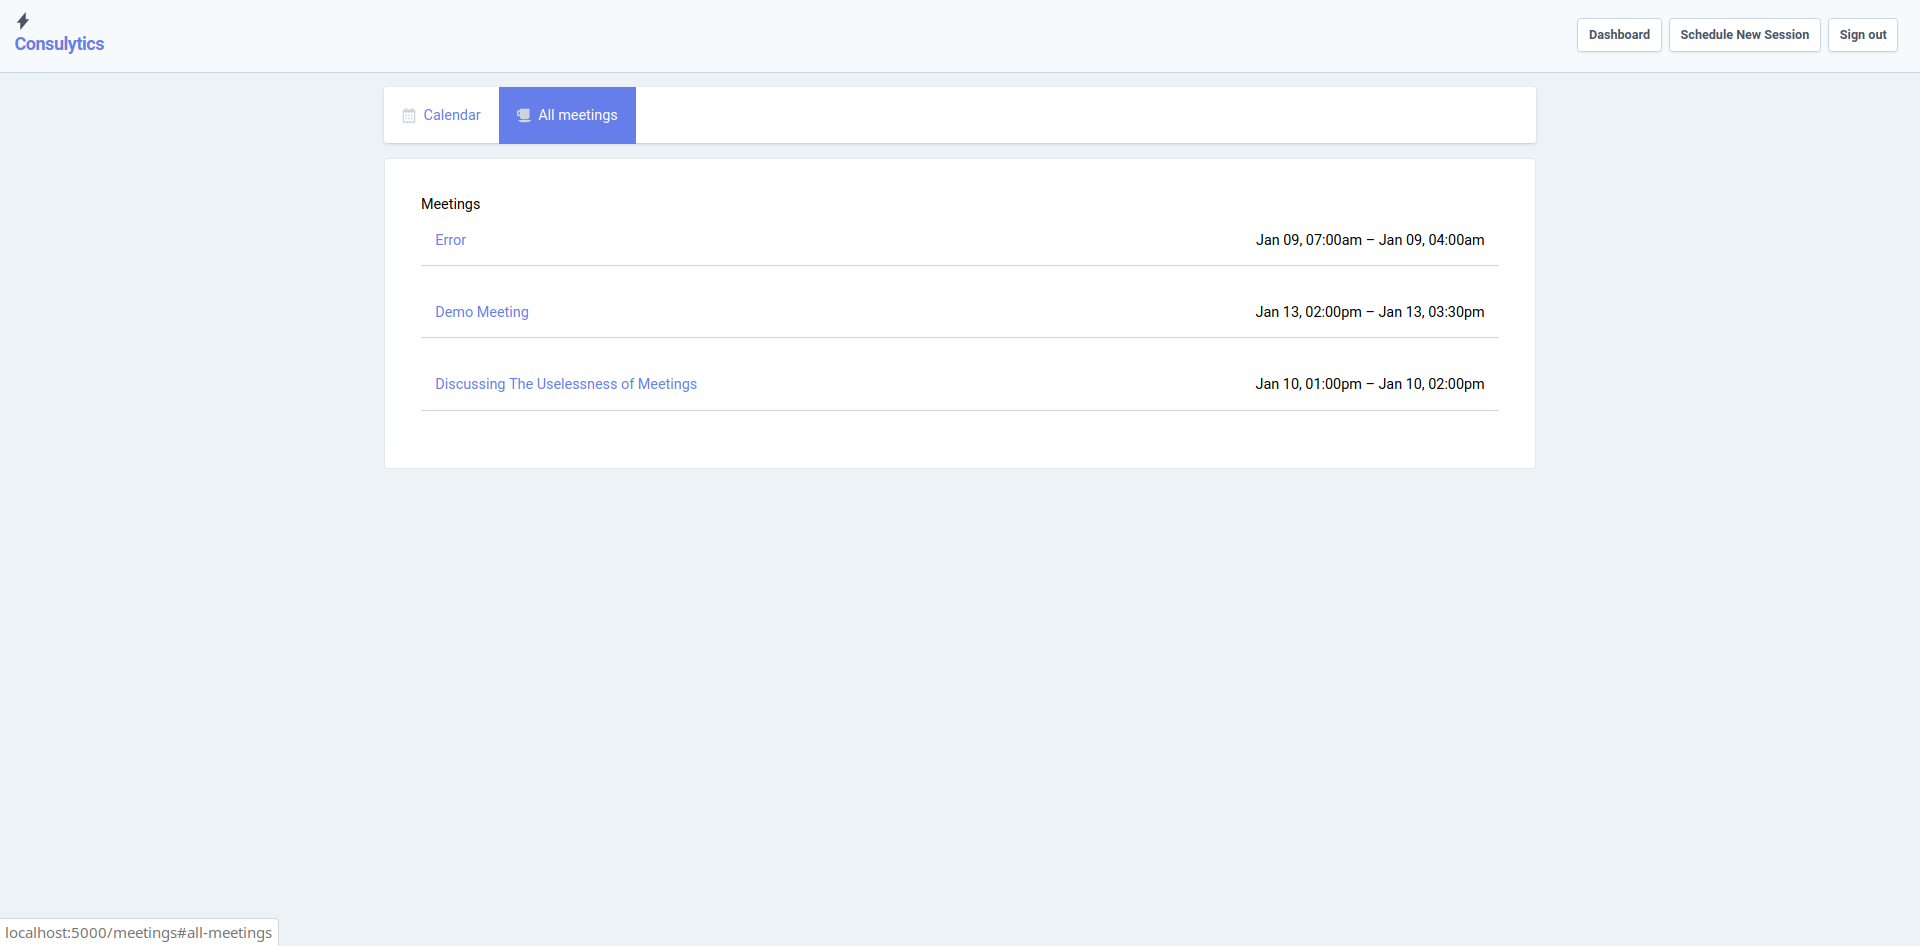 Consulytics
Dashboard Schedule New Session Sign out
Calendar All meetings
Meetings
Error Jan 09, 07:00am – Jan 09, 04:00am
Demo Meeting Jan 13, 02:00pm – Jan 13, 03:30pm
Discussing The Uselessness of Meetings Jan 10, 01:00pm – Jan 10, 02:00pm
localhost:5000/meetings#all-meetings